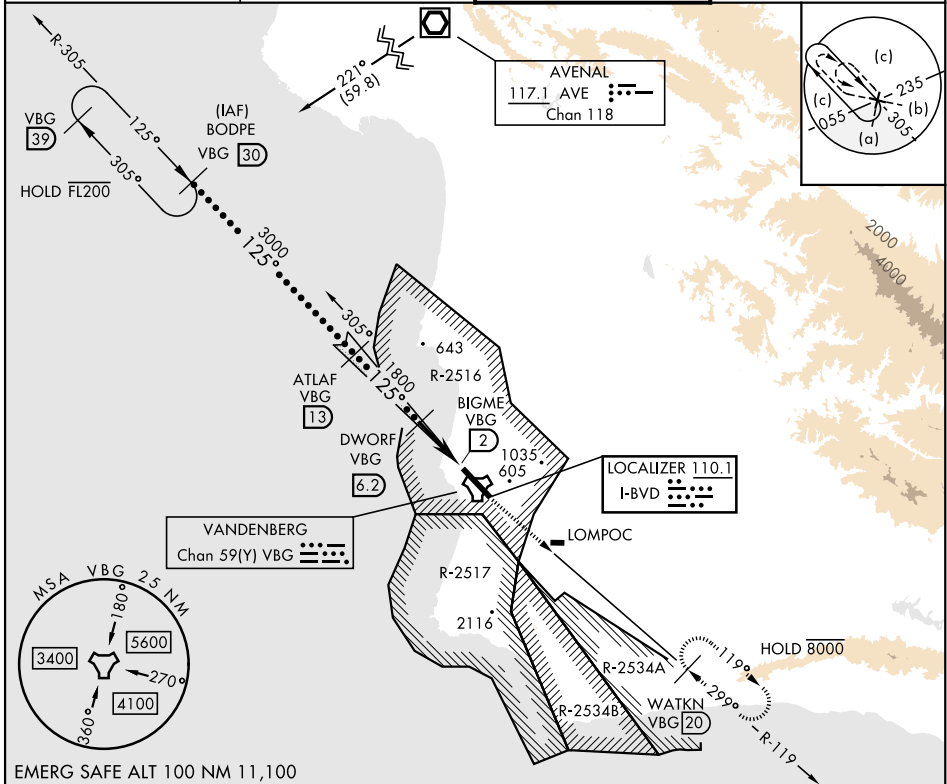 R-305
VBG
39
125°
305°
HOLD FL200
(IAF)
BODPE
VBG 30
221°
(59.8)
AVENAL
117.1 AVE
Chan 118
(c)
235
(b)
305
(a)
055
(c)
3000
125°
305°
1800
125°
ATLAF
VBG
13
DWORF
VBG
6.2
643
R-2516
BIGME
VBG
2
1035
605
2000
4000
LOCALIZER 110.1
I-BVD
VANDENBERG
Chan 59(Y) VBG
LOMPOC
R-2517
2116
R-2534A
R-2534B
WATKN
VBG 20
HOLD 8000
119°
299°
R-119
MSA VBG 25 NM
180°
5600
3400
270°
4100
360°
EMERG SAFE ALT 100 NM 11,100